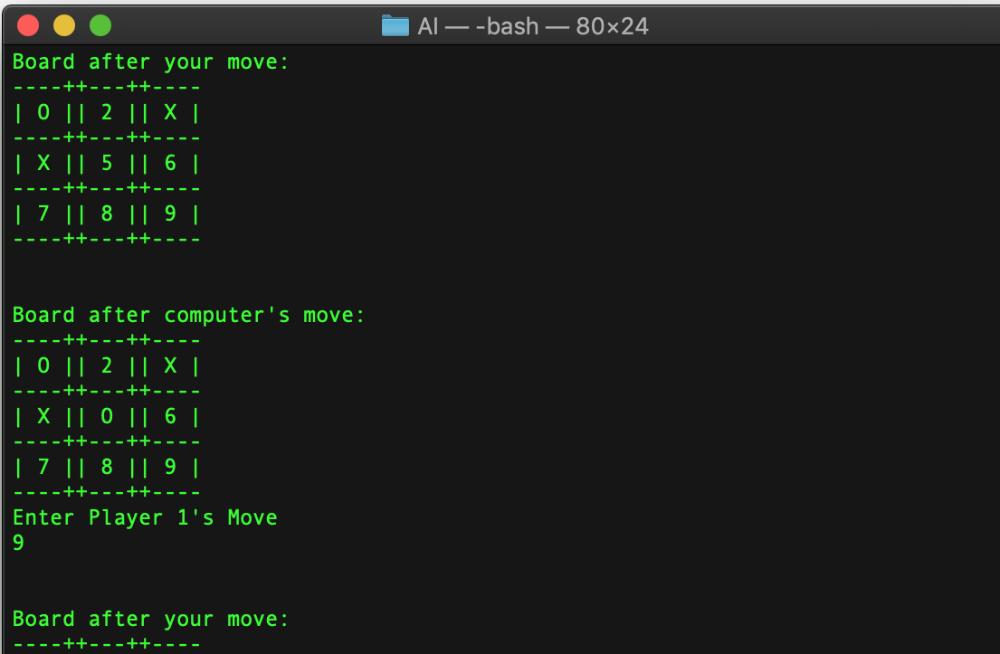 AI — -bash — 80×24
Board after your move:
----++---++----
| O || 2 || X |
----++---++----
| X || 5 || 6 |
----++---++----
| 7 || 8 || 9 |
----++---++----
Board after computer's move:
----++---++----
| O || 2 || X |
----++---++----
| X || O || 6 |
----++---++----
| 7 || 8 || 9 |
----++---++----
Enter Player 1's Move
9
Board after your move:
----++---++----